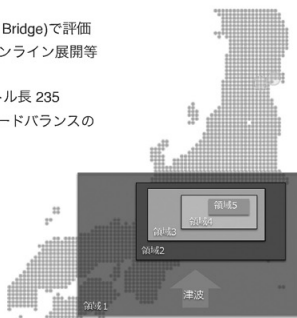 Bridge)で評価
ンライン展開等
ル長 235
ードバランスの
領域5
領域4
領域3
領域2
津波
領域1